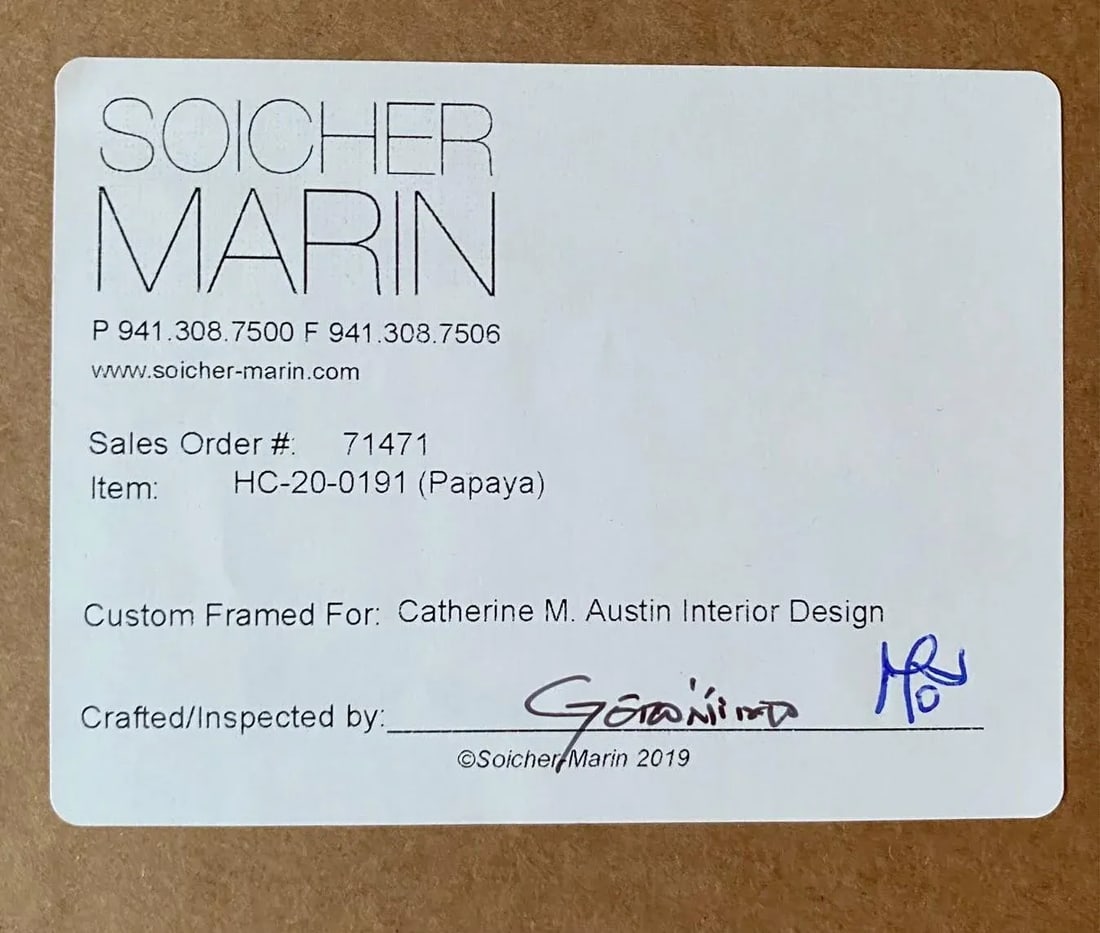 SOICHER
MARIN
P 941.308.7500 F 941.308.7506
www.soicher-marin.com
Sales Order #: 71471
Item: HC-20-0191 (Papaya)
Custom Framed For: Catherine M. Austin Interior Design
Crafted/Inspected by:
©Soicher-Marin 2019